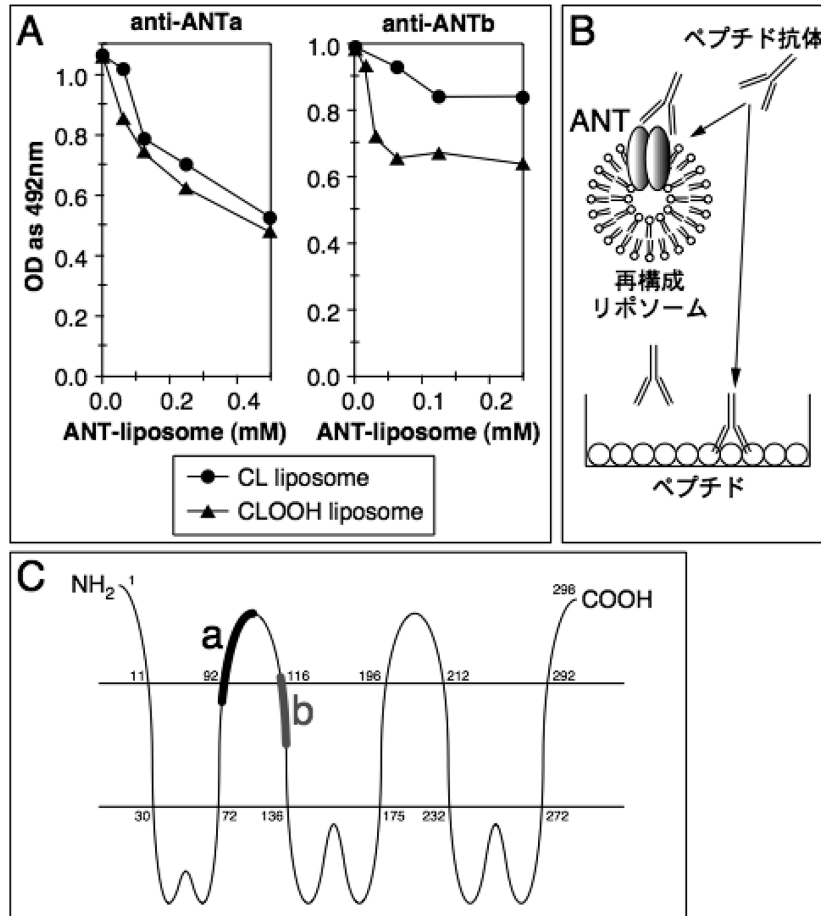 A
anti-ANTa
anti-ANTb
OD as 492nm
1.0
0.8
0.6
0.4
0.2
0.0
0.0 0.2 0.4
ANT-liposome (mM)
1.0
0.8
0.6
0.4
0.2
0.0
0.0 0.1 0.2
ANT-liposome (mM)
CL liposome
CLOOH liposome
B
ペプチド抗体
ANT
再構成
リポソーム
ペプチド
C
NH2 1
298
COOH
a
b
11 92 116 196 212 292
30 72 136 175 232 272